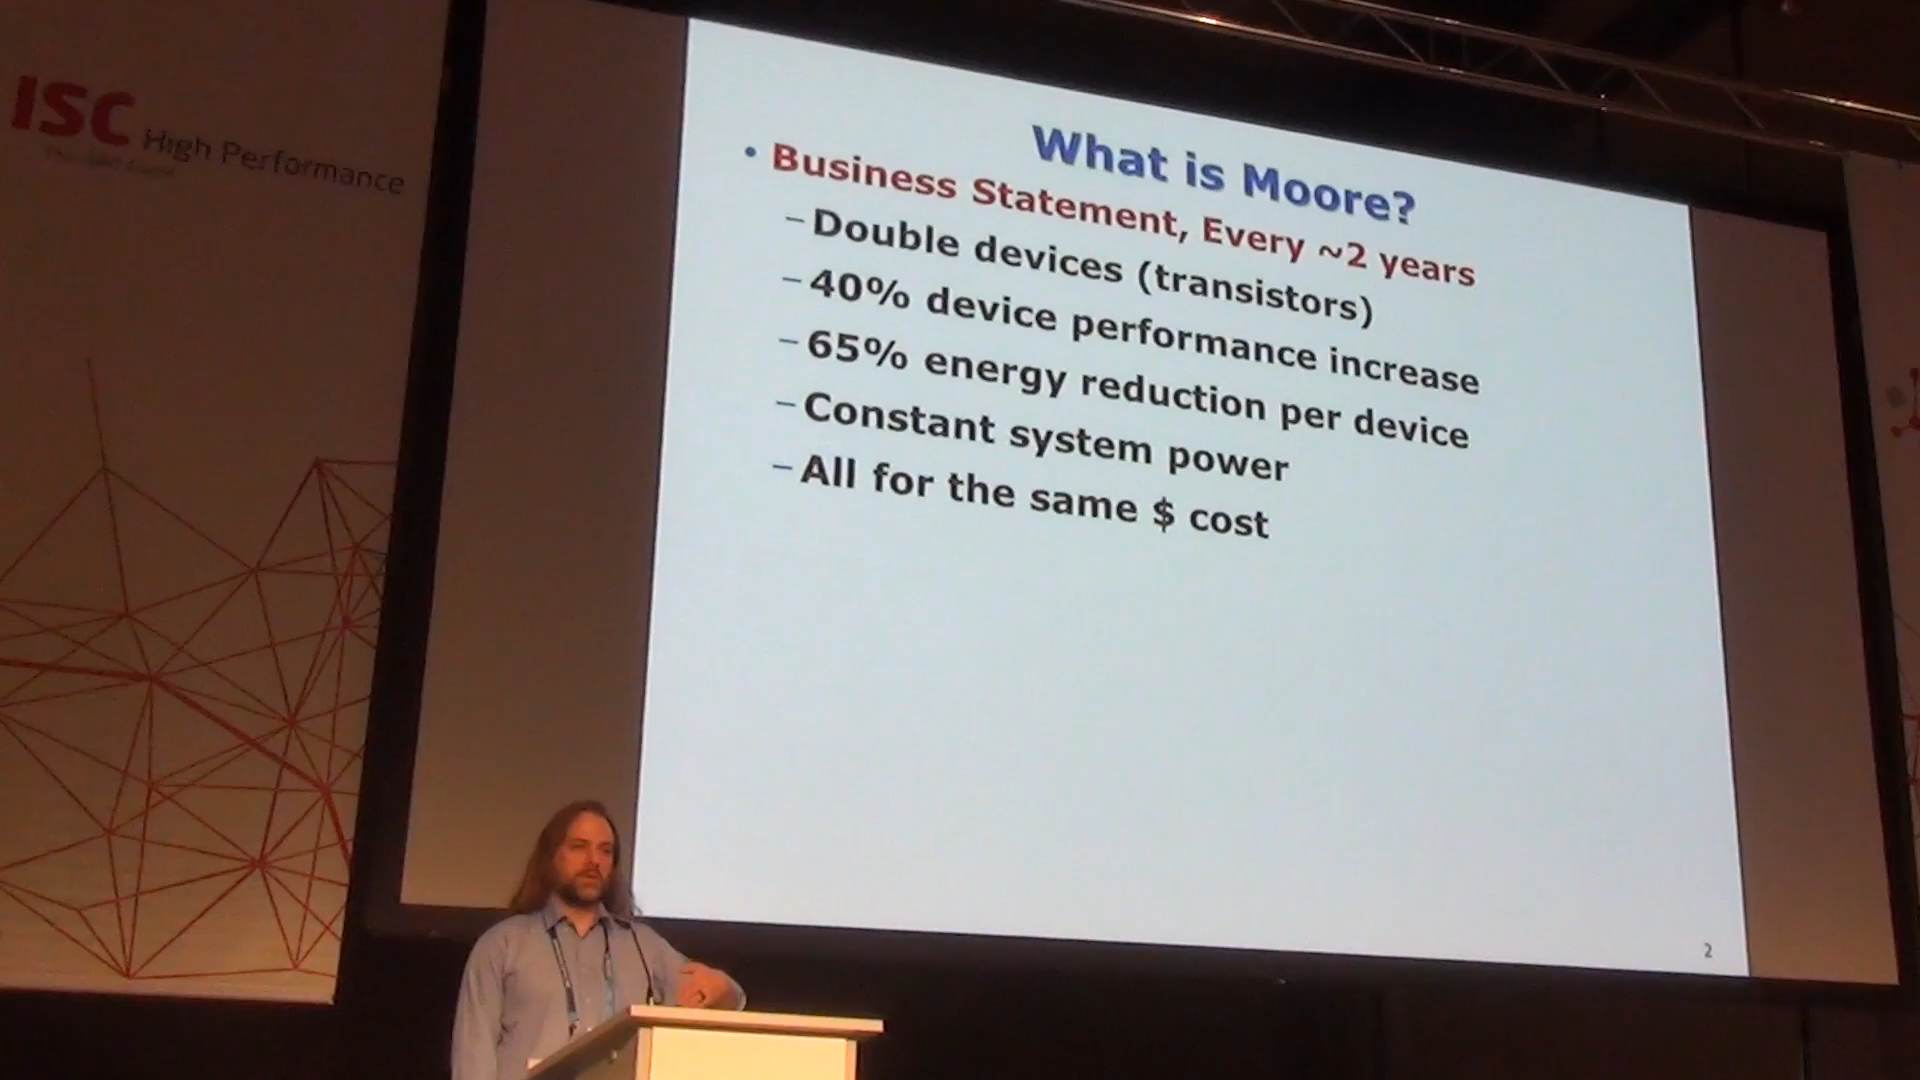 ISC High Performance
What is Moore?
• Business Statement, Every ~2 years
– Double devices (transistors)
– 40% device performance increase
– 65% energy reduction per device
– Constant system power
– All for the same $ cost
2